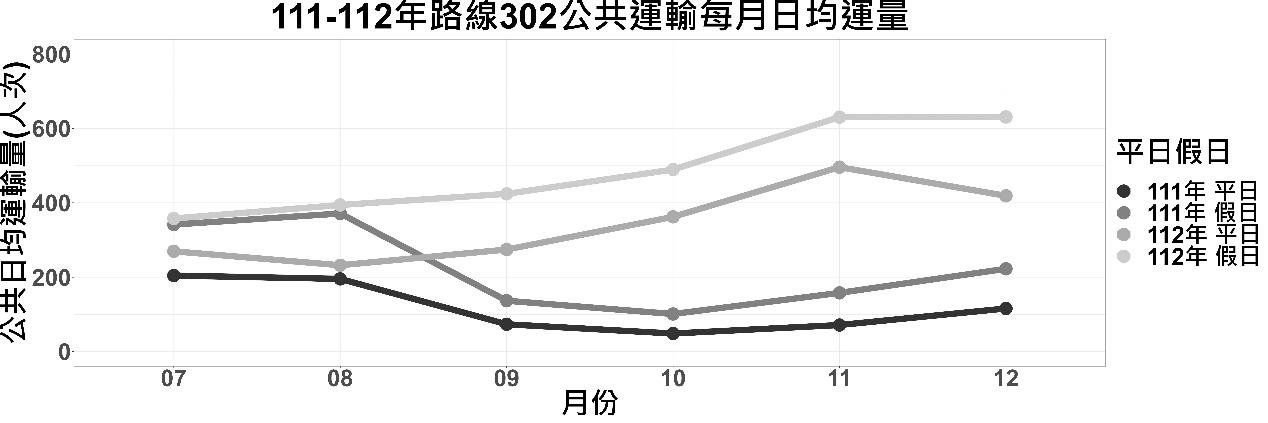 111-112年路線302公共運輸每月日均運量
公共日均運輸量(人次)
800
600
400
200
0
07 08 09 10 11 12
月份
平日假日
111年 平日
111年 假日
112年 平日
112年 假日